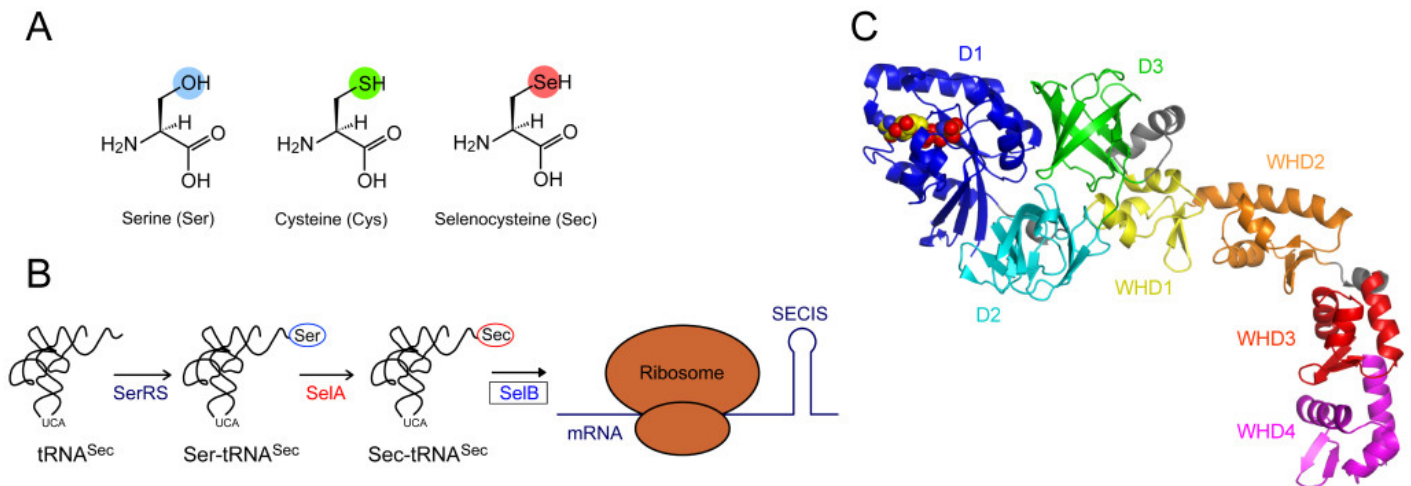 A
OH
SH
SeH
H
H
H
H₂N
O
H₂N
O
H₂N
O
OH
OH
OH
Serine (Ser)
Cysteine (Cys)
Selenocysteine (Sec)
B
Ser
Sec
SECIS
SerRS
SelA
SelB
Ribosome
UCA
UCA
UCA
mRNA
tRNA^Sec
Ser-tRNA^Sec
Sec-tRNA^Sec
C
D1
D3
WHD2
WHD1
D2
WHD3
WHD4